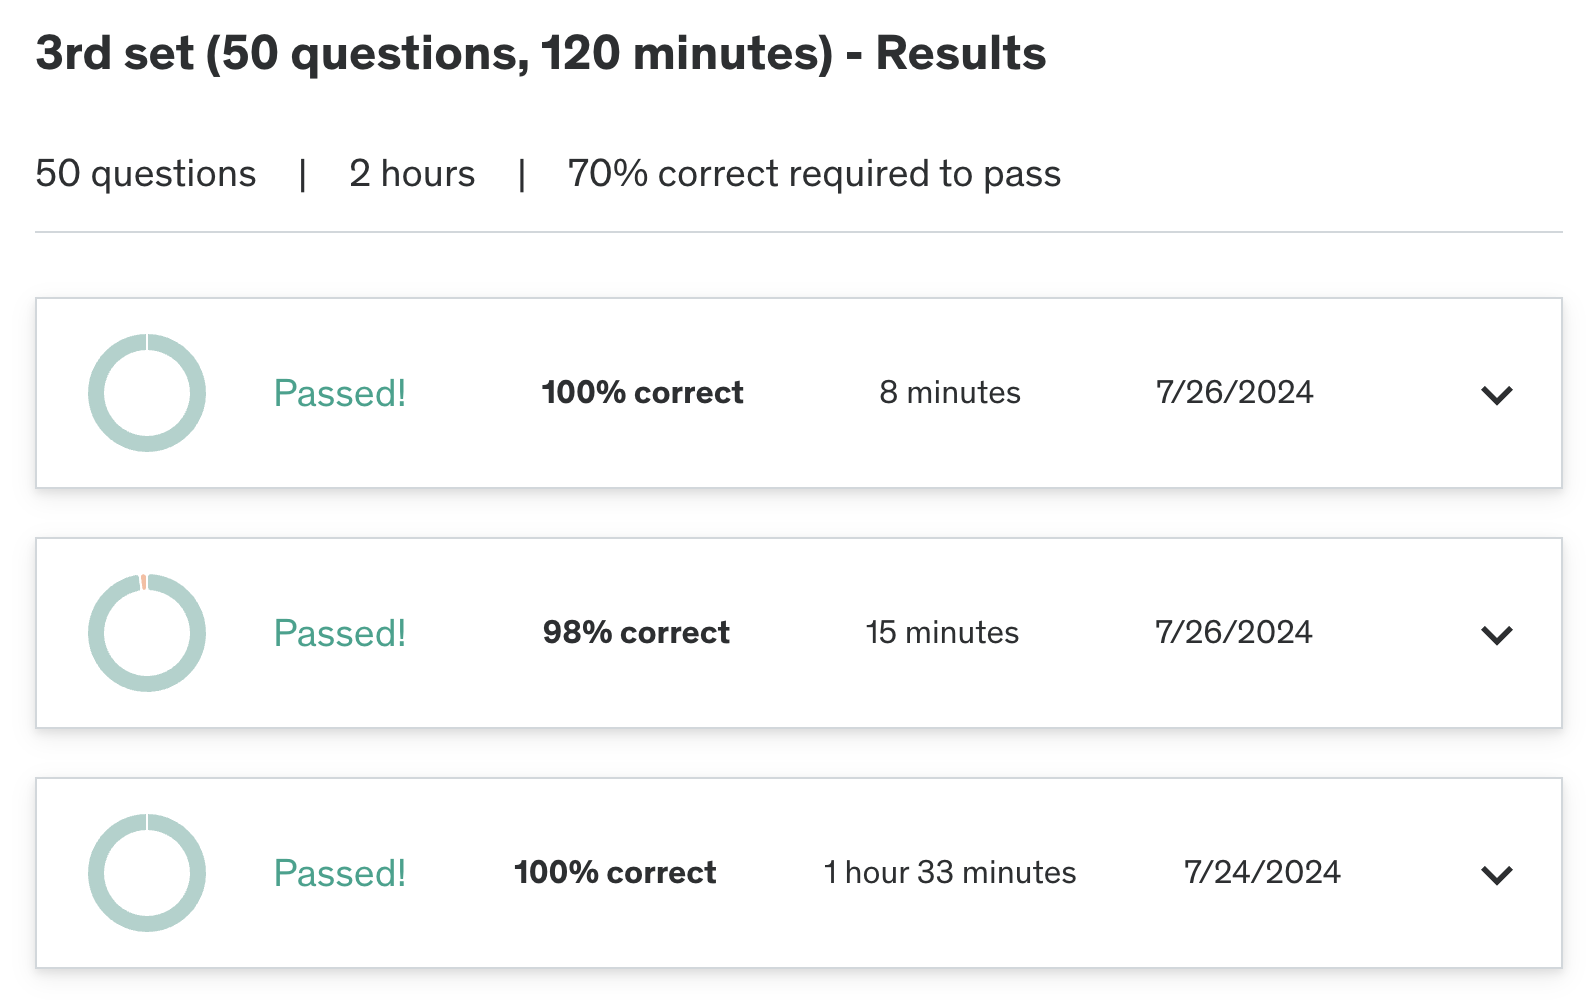 3rd set (50 questions, 120 minutes) - Results
50 questions | 2 hours | 70% correct required to pass
Passed! 100% correct 8 minutes 7/26/2024
Passed! 98% correct 15 minutes 7/26/2024
Passed! 100% correct 1 hour 33 minutes 7/24/2024